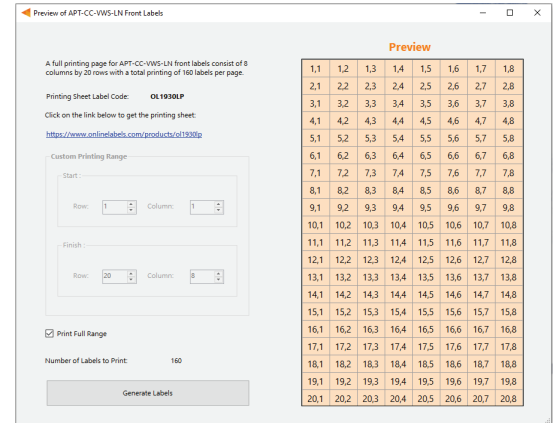 Preview of APT-CC-VWS-LN Front Labels
A full printing page for APT-CC-VWS-LN front labels consist of 8
columns by 20 rows with a total printing of 160 labels per page.
Printing Sheet Label Code: OL1930LP
Click on the link below to get the printing sheet:
https://www.onlinelabels.com/products/ol1930lp
Custom Printing Range
Start :
Row: 1 Column: 1
Finish :
Row: 20 Column: 8
Print Full Range
Number of Labels to Print: 160
Generate Labels
Preview
1,1 1,2 1,3 1,4 1,5 1,6 1,7 1,8
2,1 2,2 2,3 2,4 2,5 2,6 2,7 2,8
3,1 3,2 3,3 3,4 3,5 3,6 3,7 3,8
4,1 4,2 4,3 4,4 4,5 4,6 4,7 4,8
5,1 5,2 5,3 5,4 5,5 5,6 5,7 5,8
6,1 6,2 6,3 6,4 6,5 6,6 6,7 6,8
7,1 7,2 7,3 7,4 7,5 7,6 7,7 7,8
8,1 8,2 8,3 8,4 8,5 8,6 8,7 8,8
9,1 9,2 9,3 9,4 9,5 9,6 9,7 9,8
10,1 10,2 10,3 10,4 10,5 10,6 10,7 10,8
11,1 11,2 11,3 11,4 11,5 11,6 11,7 11,8
12,1 12,2 12,3 12,4 12,5 12,6 12,7 12,8
13,1 13,2 13,3 13,4 13,5 13,6 13,7 13,8
14,1 14,2 14,3 14,4 14,5 14,6 14,7 14,8
15,1 15,2 15,3 15,4 15,5 15,6 15,7 15,8
16,1 16,2 16,3 16,4 16,5 16,6 16,7 16,8
17,1 17,2 17,3 17,4 17,5 17,6 17,7 17,8
18,1 18,2 18,3 18,4 18,5 18,6 18,7 18,8
19,1 19,2 19,3 19,4 19,5 19,6 19,7 19,8
20,1 20,2 20,3 20,4 20,5 20,6 20,7 20,8